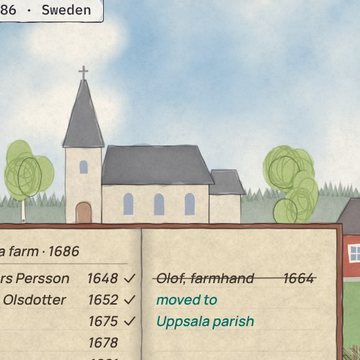 86 · Sweden
a farm · 1686
rs Persson 1648 ✓
Olsdotter 1652 ✓
1675 ✓
1678
Olof, farmhand 1664
moved to
Uppsala parish